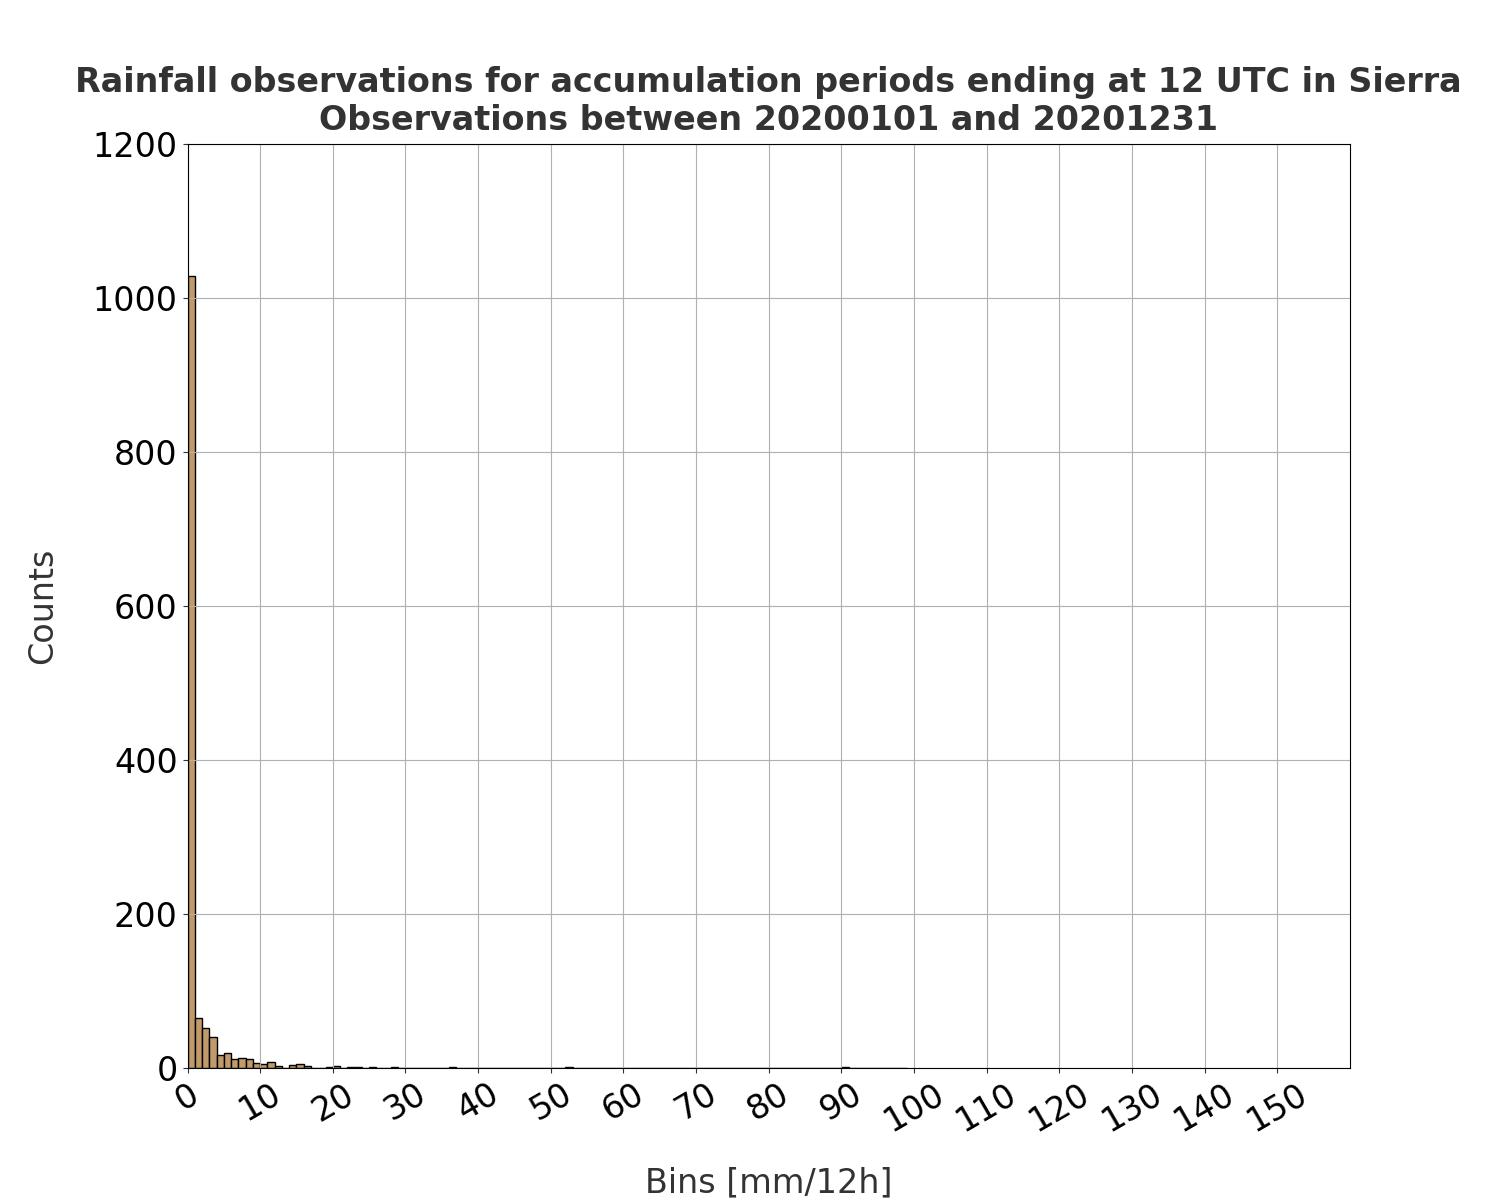 Rainfall observations for accumulation periods ending at 12 UTC in Sierra
Observations between 20200101 and 20201231
1200
1000
800
600
400
200
0
Counts
0 10 20 30 40 50 60 70 80 90 100 110 120 130 140 150
Bins [mm/12h]